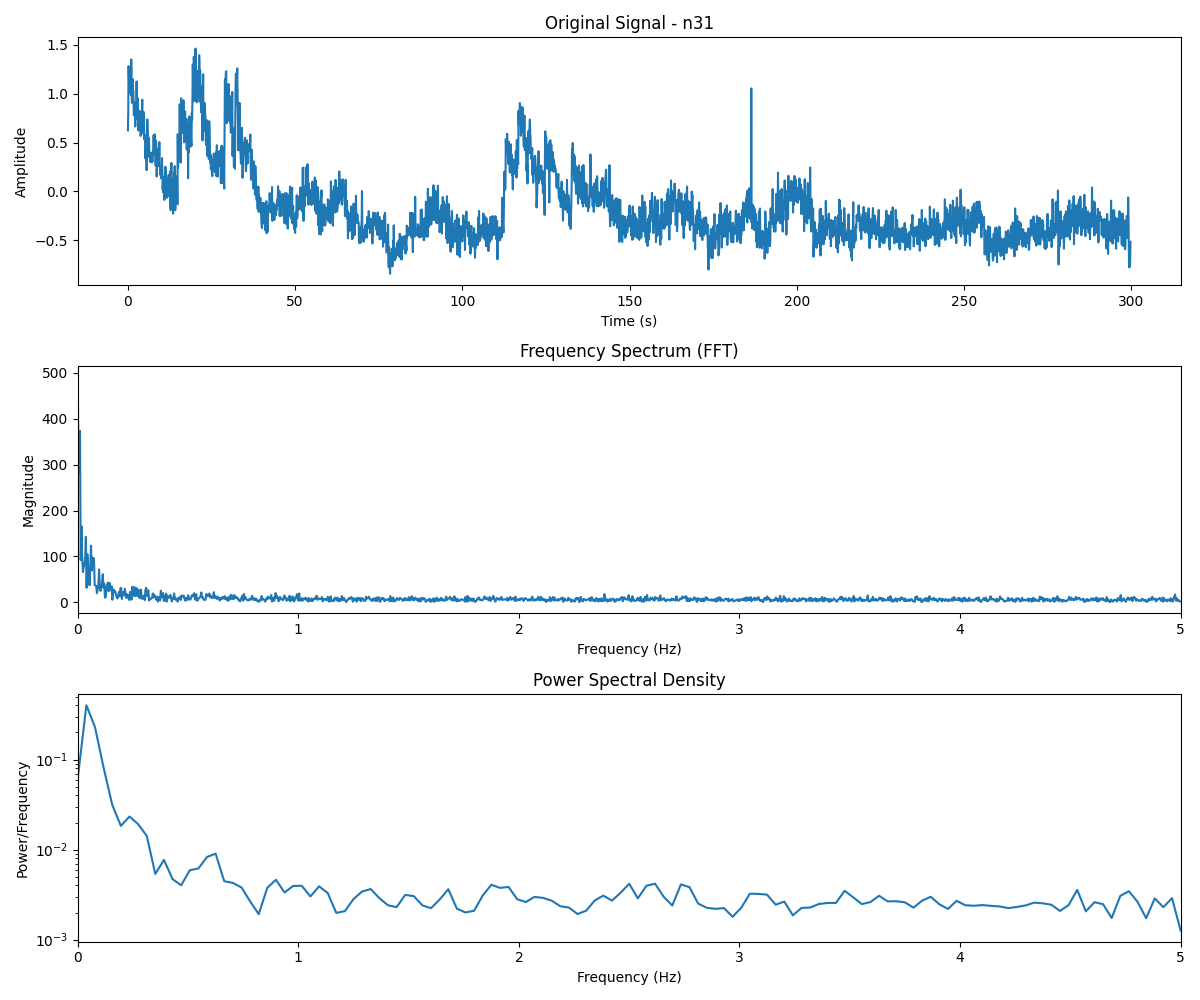 Original Signal - n31
1.5
1.0
0.5
0.0
−0.5
Amplitude
0 50 100 150 200 250 300
Time (s)
Frequency Spectrum (FFT)
500
400
300
200
100
0
Magnitude
0 1 2 3 4 5
Frequency (Hz)
Power Spectral Density
10⁻¹
10⁻²
10⁻³
Power/Frequency
0 1 2 3 4 5
Frequency (Hz)